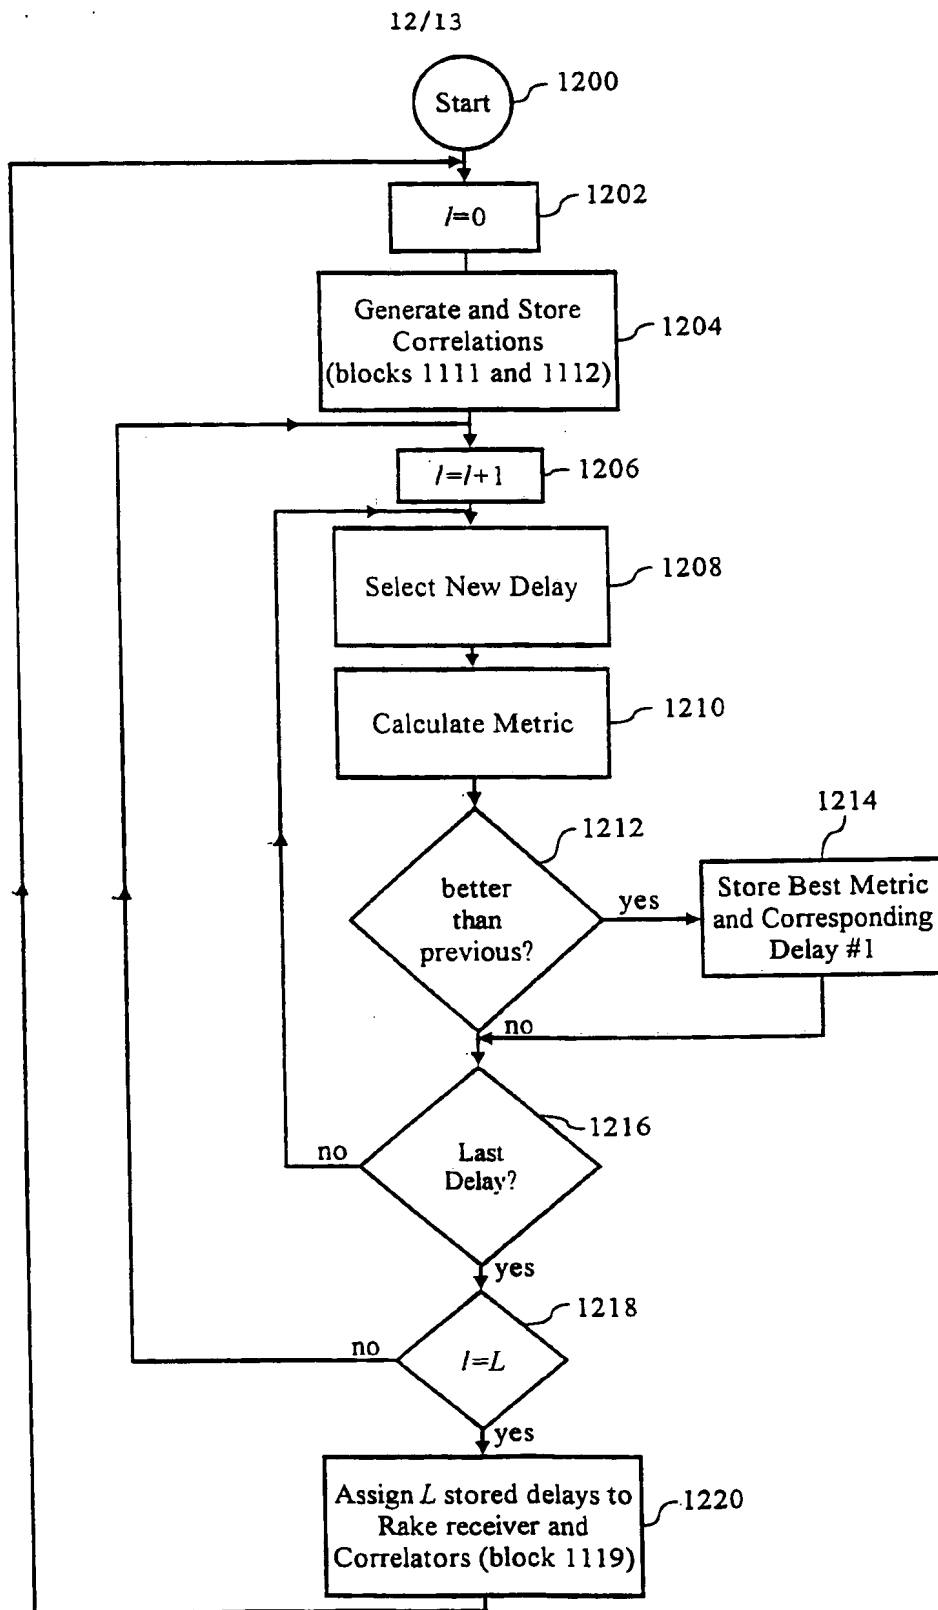 12/13
Start
1200
l=0
1202
Generate and Store
Correlations
(blocks 1111 and 1112)
1204
l=l+1
1206
Select New Delay
1208
Calculate Metric
1210
better
than
previous?
1212
yes
1214
Store Best Metric
and Corresponding
Delay #1
no
Last
Delay?
1216
no
yes
l=L
1218
no
yes
Assign L stored delays to
Rake receiver and
Correlators (block 1119)
1220